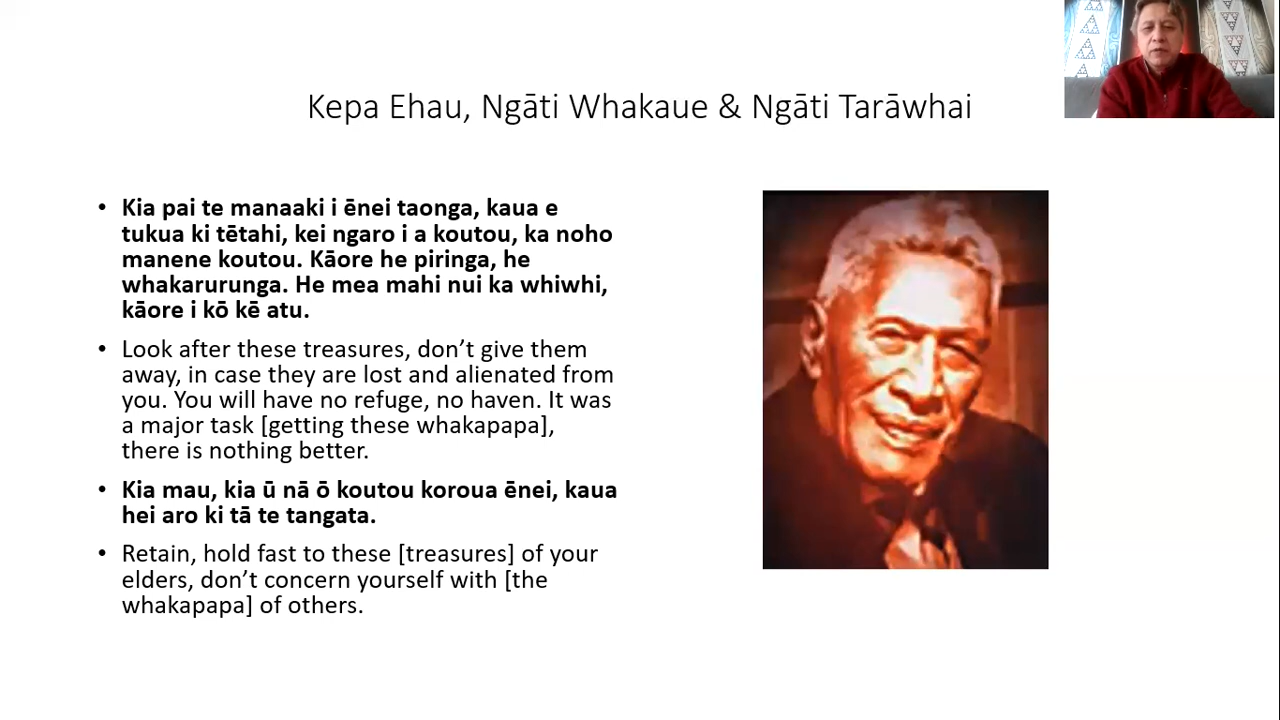 Kepa Ehau, Ngāti Whakaue & Ngāti Tarāwhai
• Kia pai te manaaki i ēnei taonga, kaua e
tukua ki tētahi, kei ngaro i a koutou, ka noho
manene koutou. Kāore he piringa, he
whakarurunga. He mea mahi nui ka whiwhi,
kāore i kō kē atu.
• Look after these treasures, don’t give them
away, in case they are lost and alienated from
you. You will have no refuge, no haven. It was
a major task [getting these whakapapa],
there is nothing better.
• Kia mau, kia ū nā ō koutou koroua ēnei, kaua
hei aro ki tā te tangata.
• Retain, hold fast to these [treasures] of your
elders, don’t concern yourself with [the
whakapapa] of others.